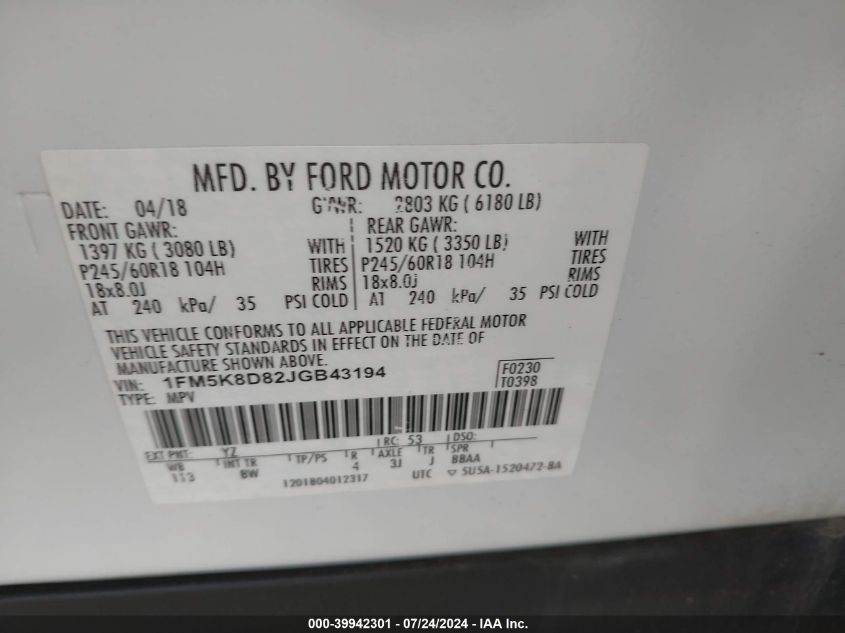 MFD. BY FORD MOTOR CO.
DATE: 04/18 GVWR: 2803 KG ( 6180 LB)
FRONT GAWR: REAR GAWR:
1397 KG ( 3080 LB) WITH 1520 KG ( 3350 LB) WITH
P245/60R18 104H TIRES P245/60R18 104H TIRES
18x8.0J RIMS 18x8.0J RIMS
AT 240 kPa/ 35 PSI COLD AT 240 kPa/ 35 PSI COLD
THIS VEHICLE CONFORMS TO ALL APPLICABLE FEDERAL MOTOR
VEHICLE SAFETY STANDARDS IN EFFECT ON THE DATE OF
MANUFACTURE SHOWN ABOVE.
VIN: 1FM5K8D82JGB43194 F0230
TYPE: MPV T0398
EXT PNT: YZ RC: 53 DSO:
WB INT TR TP/PS R AXLE TR SPR
113 BW 4 3J J BBAA
1201804012317 UTC 5U5A-1520472-BA
000-39942301 / 07/24/2024 - IAA Inc.